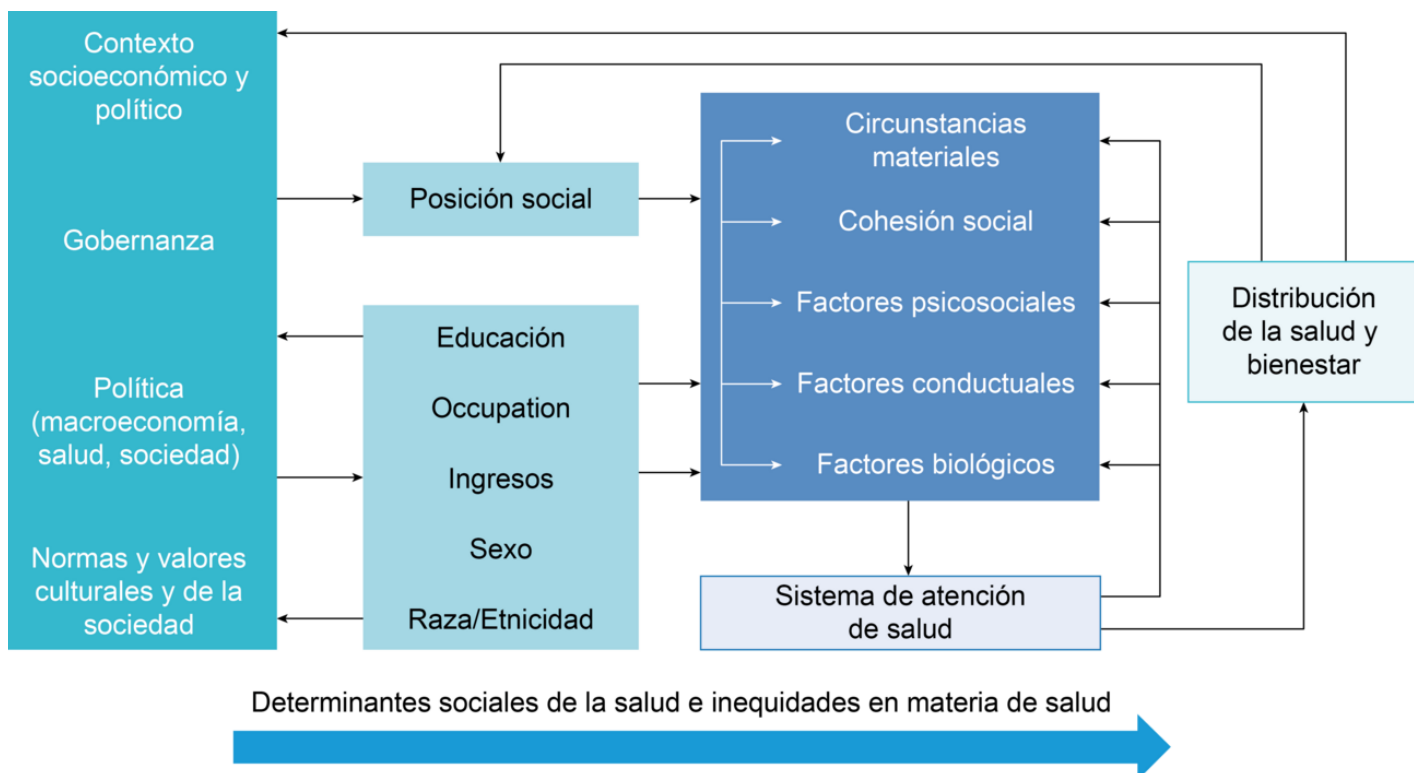 Contexto
socioeconómico y
político
Gobernanza
Política
(macroeconomía,
salud, sociedad)
Normas y valores
culturales y de la
sociedad
Posición social
Educación
Occupation
Ingresos
Sexo
Raza/Etnicidad
Circunstancias
materiales
Cohesión social
Factores psicosociales
Factores conductuales
Factores biológicos
Sistema de atención
de salud
Distribución
de la salud y
bienestar
Determinantes sociales de la salud e inequidades en materia de salud